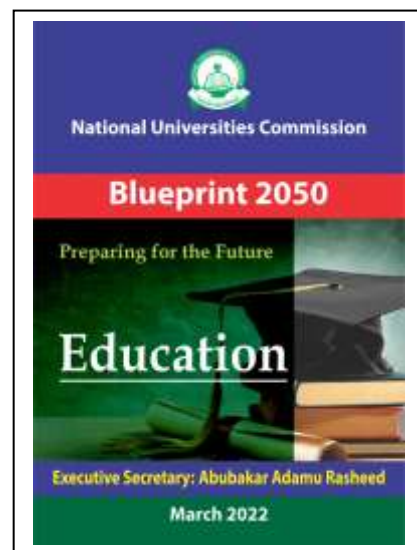 National Universities Commission
Blueprint 2050
Preparing for the Future
Education
Executive Secretary: Abubakar Adamu Rasheed
March 2022